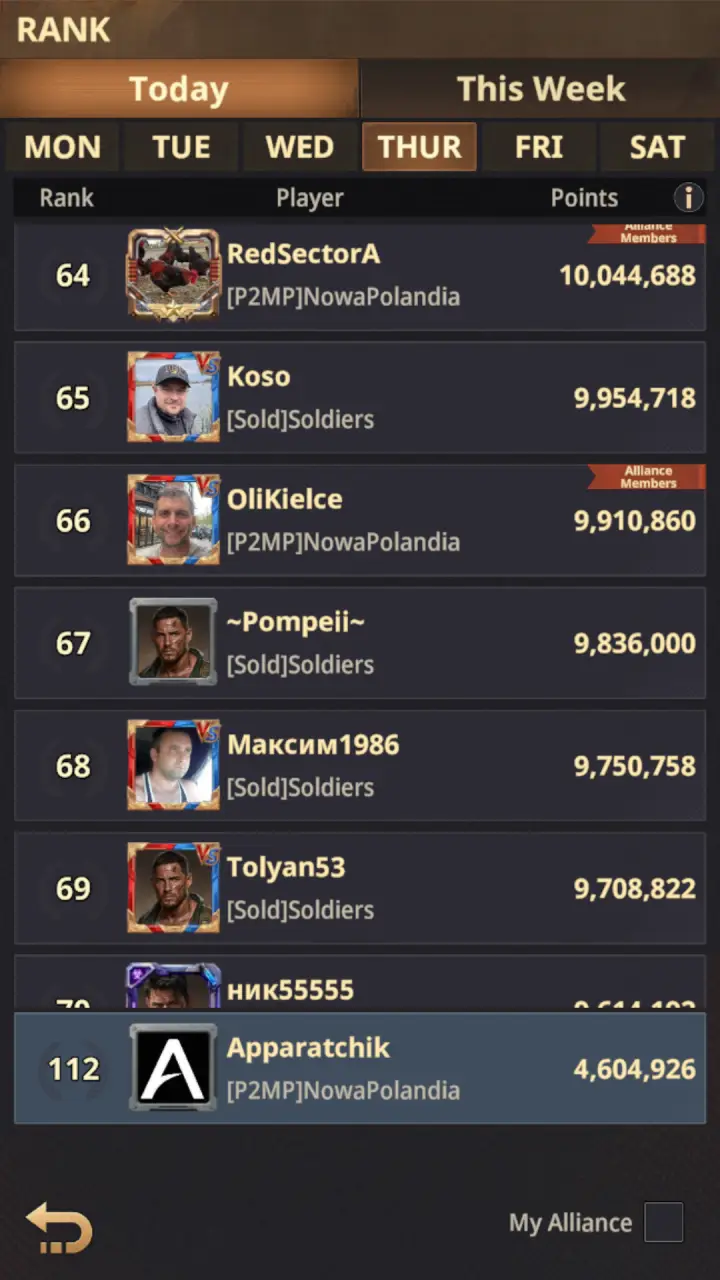 RANK
Today This Week
MON TUE WED THUR FRI SAT
Rank Player Points i
Alliance
Members
64 RedSectorA 10,044,688
[P2MP]NowaPolandia
65 Koso 9,954,718
[Sold]Soldiers
Alliance
Members
66 OliKielce 9,910,860
[P2MP]NowaPolandia
67 ~Pompeii~ 9,836,000
[Sold]Soldiers
68 Максим1986 9,750,758
[Sold]Soldiers
69 Tolyan53 9,708,822
[Sold]Soldiers
ник55555
112 Apparatchik 4,604,926
[P2MP]NowaPolandia
My Alliance